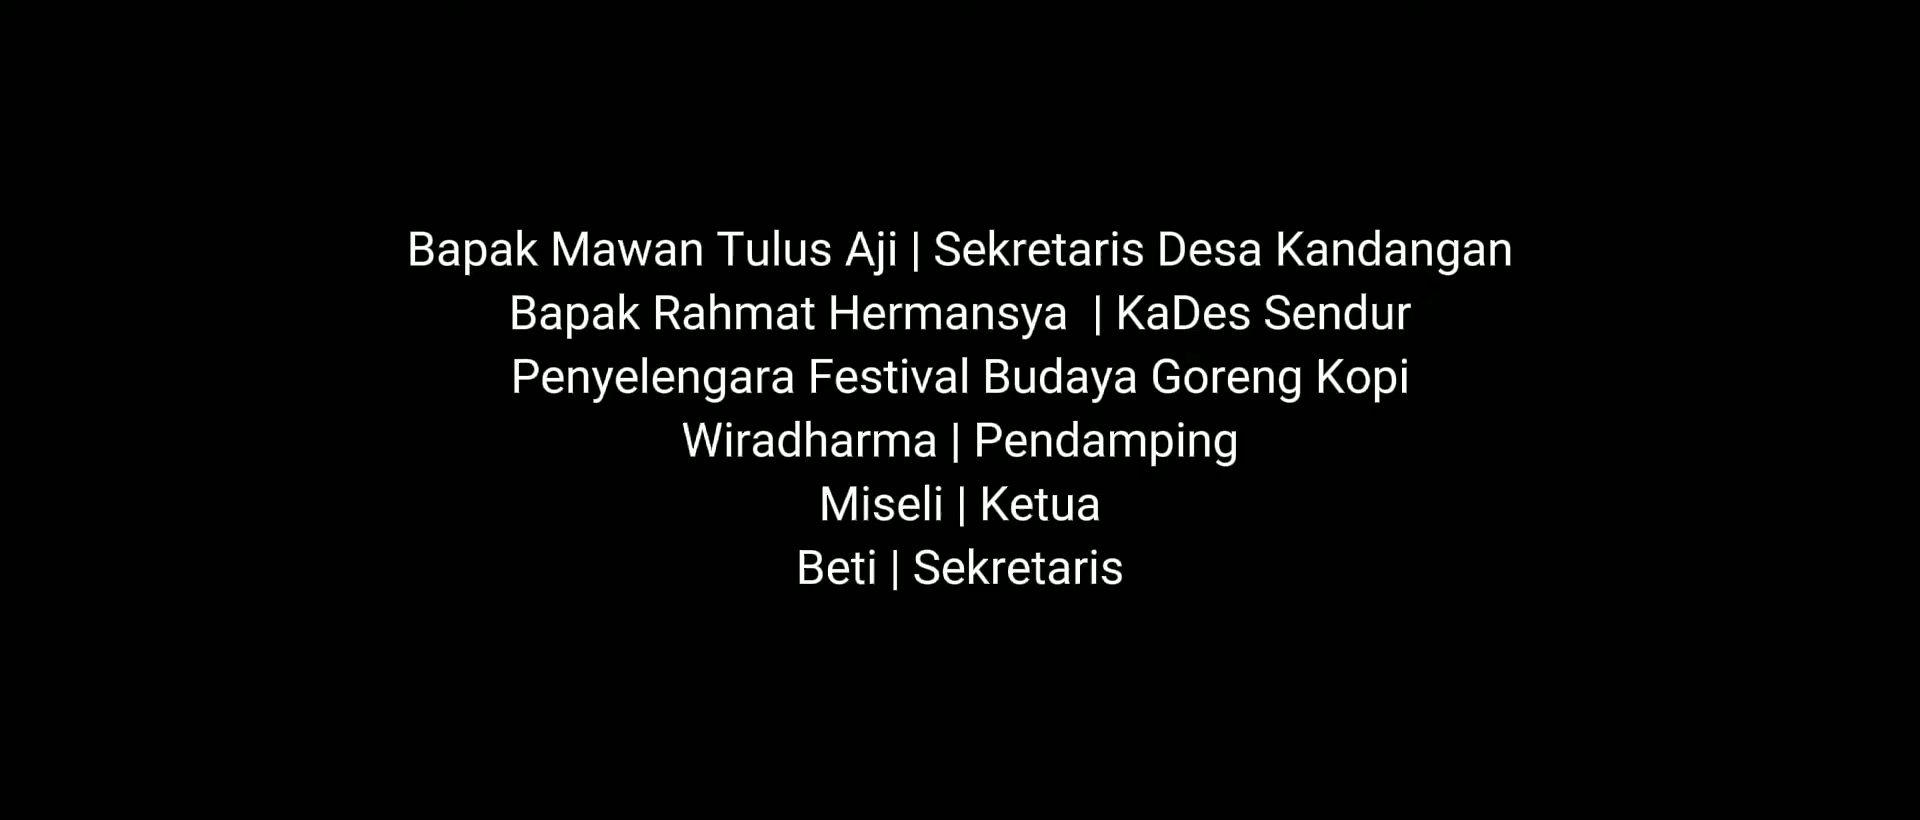 Bapak Mawan Tulus Aji | Sekretaris Desa Kandangan
Bapak Rahmat Hermansya  | KaDes Sendur
Penyelengara Festival Budaya Goreng Kopi
Wiradharma | Pendamping
Miseli | Ketua
Beti | Sekretaris